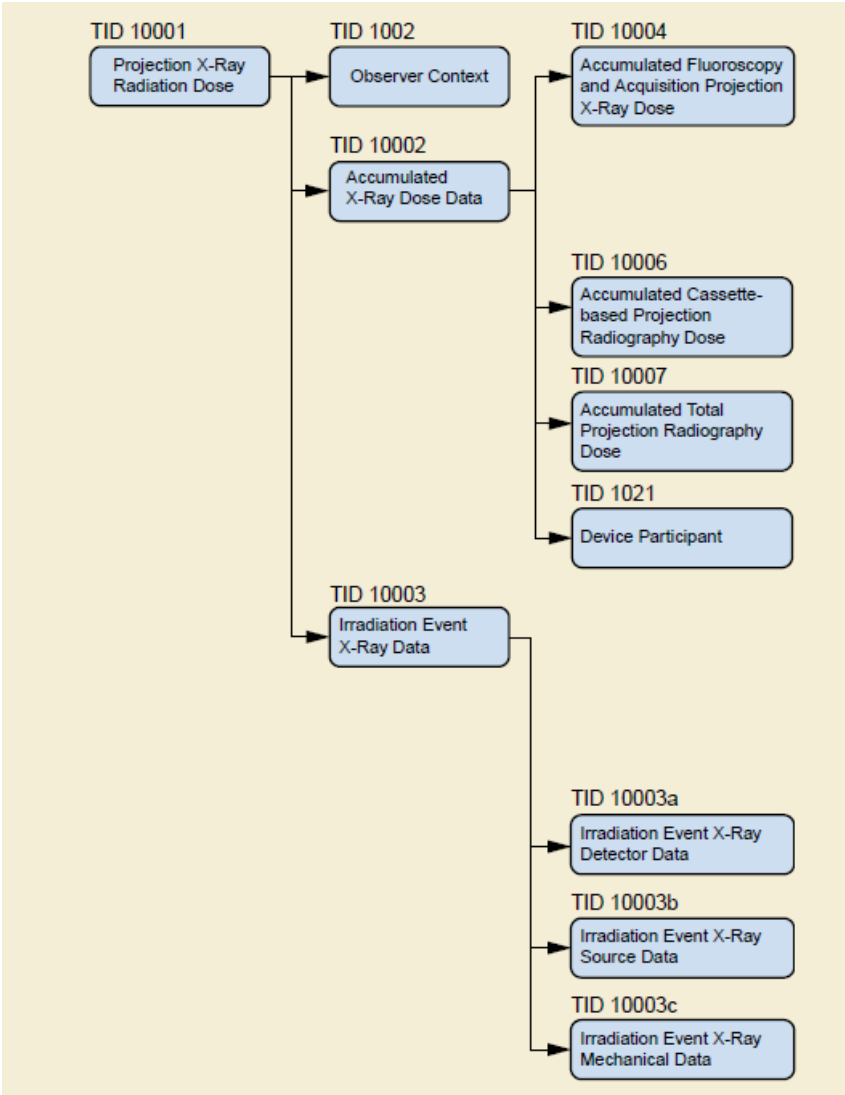 TID 10001
Projection X-Ray
Radiation Dose
TID 1002
Observer Context
TID 10002
Accumulated
X-Ray Dose Data
TID 10004
Accumulated Fluoroscopy
and Acquisition Projection
X-Ray Dose
TID 10006
Accumulated Cassette-
based Projection
Radiography Dose
TID 10007
Accumulated Total
Projection Radiography
Dose
TID 1021
Device Participant
TID 10003
Irradiation Event
X-Ray Data
TID 10003a
Irradiation Event X-Ray
Detector Data
TID 10003b
Irradiation Event X-Ray
Source Data
TID 10003c
Irradiation Event X-Ray
Mechanical Data